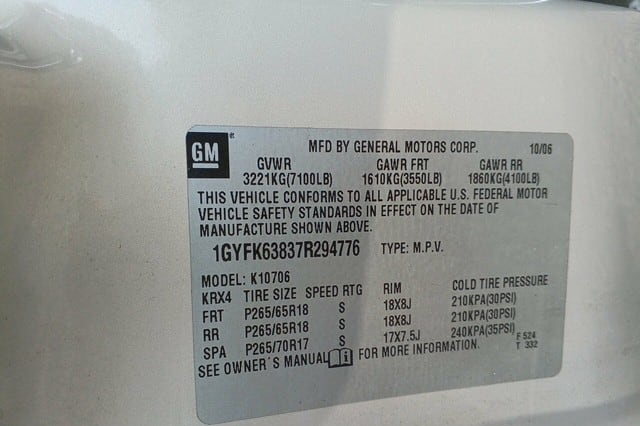 GM MFD BY GENERAL MOTORS CORP. 10/06
GVWR GAWR FRT GAWR RR
3221KG(7100LB) 1610KG(3550LB) 1860KG(4100LB)
THIS VEHICLE CONFORMS TO ALL APPLICABLE U.S. FEDERAL MOTOR
VEHICLE SAFETY STANDARDS IN EFFECT ON THE DATE OF
MANUFACTURE SHOWN ABOVE.
1GYFK63837R294776 TYPE: M.P.V.
MODEL: K10706
KRX4 TIRE SIZE SPEED RTG RIM COLD TIRE PRESSURE
FRT P265/65R18 S 18X8J 210KPA(30PSI)
RR P265/65R18 S 18X8J 210KPA(30PSI)
SPA P265/70R17 S 17X7.5J 240KPA(35PSI) F 524
T 332
SEE OWNER'S MANUAL FOR MORE INFORMATION.